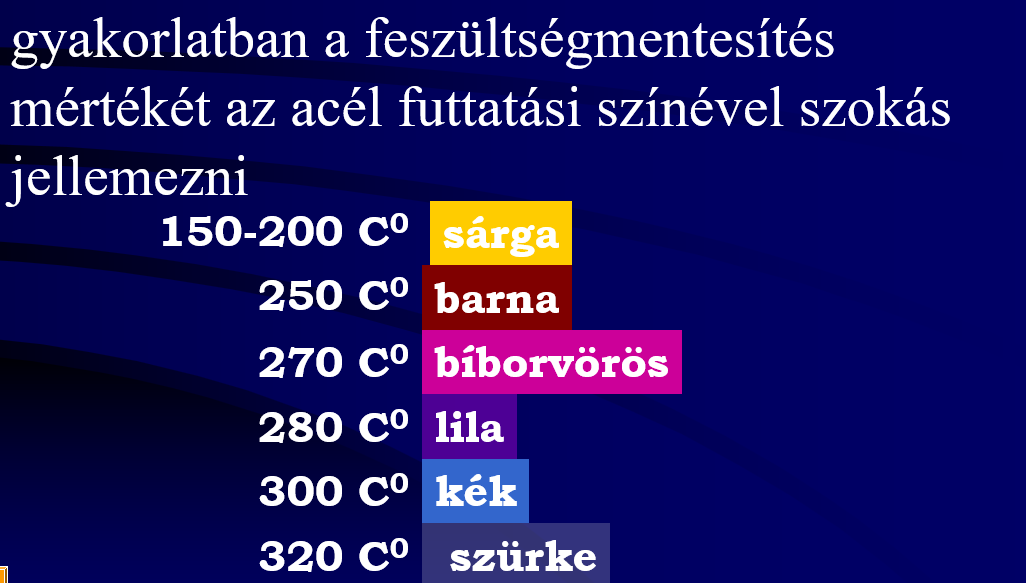 gyakorlatban a feszültségmentesítés
mértékét az acél futtatási színével szokás
jellemezni
150-200 C⁰ sárga
250 C⁰ barna
270 C⁰ bíborvörös
280 C⁰ lila
300 C⁰ kék
320 C⁰ szürke